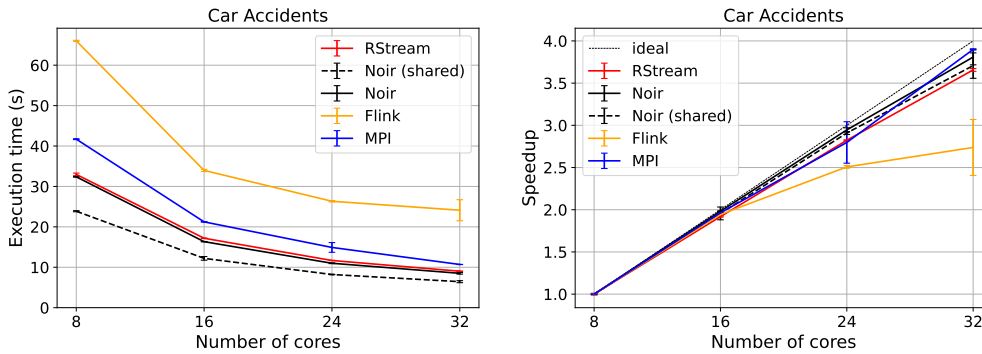 Car Accidents
Execution time (s)
60
50
40
30
20
10
0
8
16
24
32
Number of cores
RStream
Noir (shared)
Noir
Flink
MPI
Car Accidents
Speedup
4.0
3.5
3.0
2.5
2.0
1.5
1.0
8
16
24
32
Number of cores
ideal
RStream
Noir
Noir (shared)
Flink
MPI